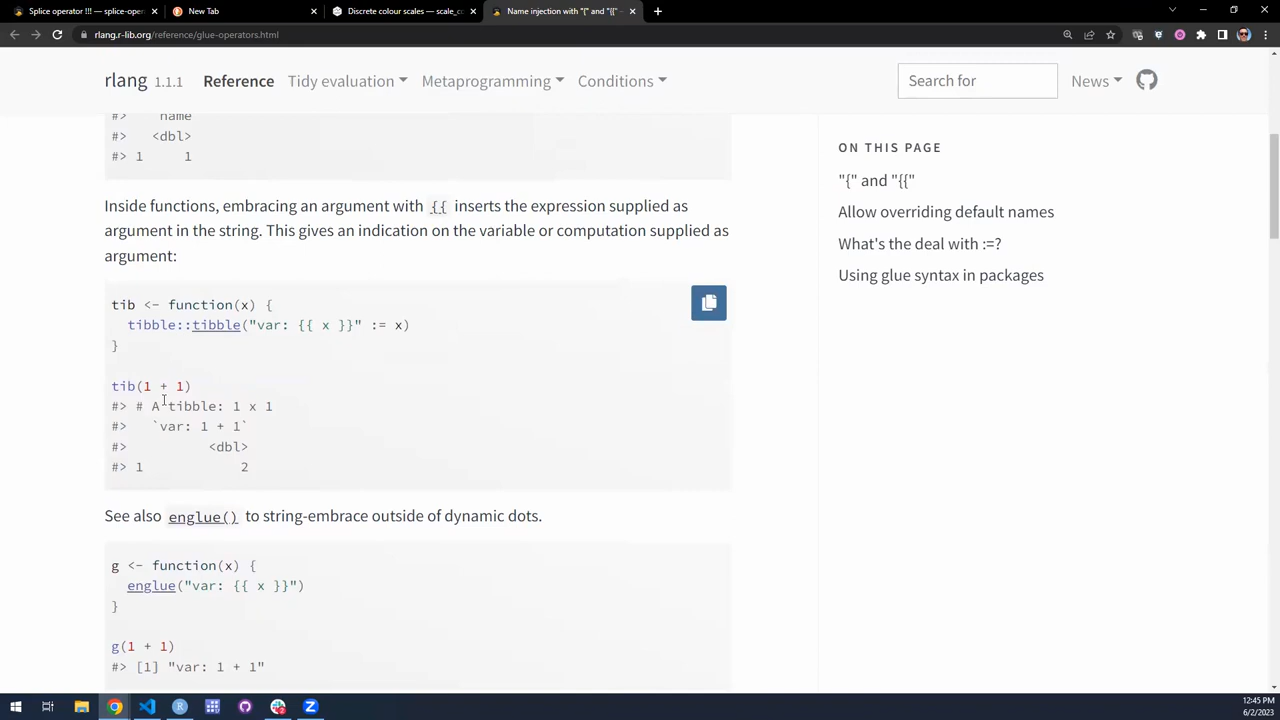 Splice operator !!! — splice-oper
New Tab
Discrete colour scales — scale_co
Name injection with "{" and "{{" —
rlang.r-lib.org/reference/glue-operators.html
rlang 1.1.1 Reference Tidy evaluation Metaprogramming Conditions Search for News
#> name
#> <dbl>
#> 1 1
Inside functions, embracing an argument with {{ inserts the expression supplied as
argument in the string. This gives an indication on the variable or computation supplied as
argument:
tib <- function(x) {
tibble::tibble("var: {{ x }}" := x)
}
tib(1 + 1)
#> # A tibble: 1 x 1
#> `var: 1 + 1`
#> <dbl>
#> 1 2
See also englue() to string-embrace outside of dynamic dots.
g <- function(x) {
englue("var: {{ x }}")
}
g(1 + 1)
#> [1] "var: 1 + 1"
ON THIS PAGE
"{" and "{{"
Allow overriding default names
What's the deal with :=?
Using glue syntax in packages
12:45 PM
6/2/2023